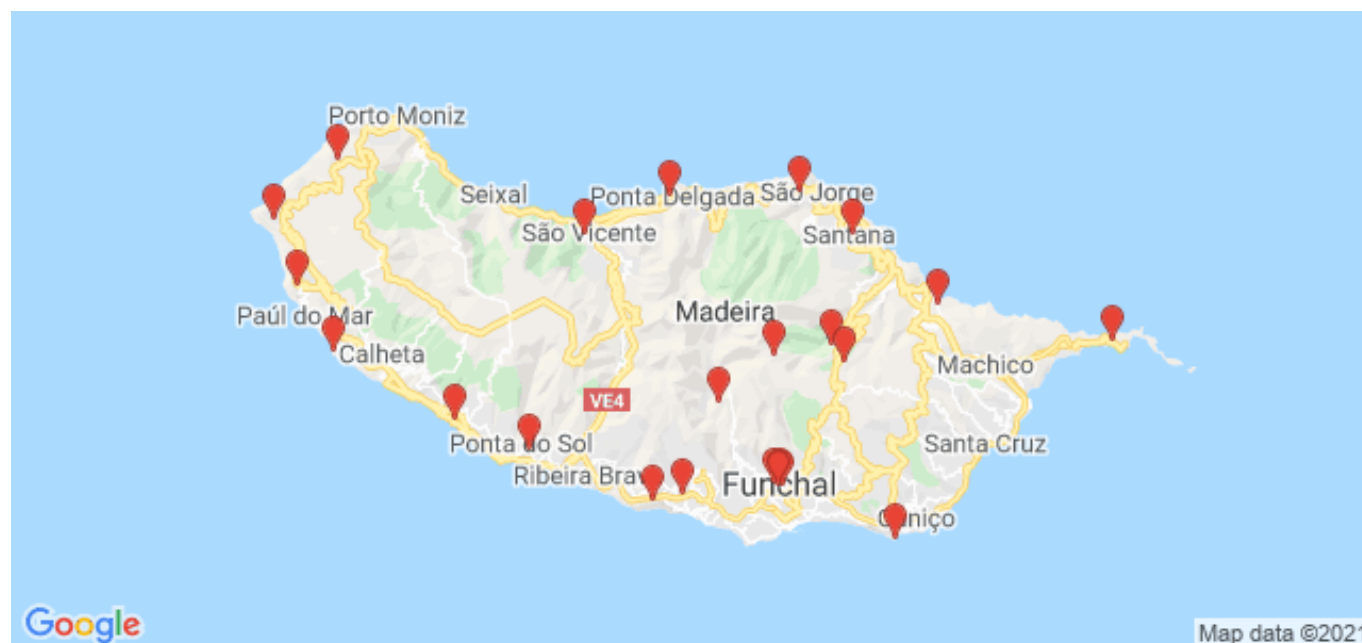 Porto Moniz
Seixal
Ponta Delgada
São Jorge
São Vicente
Santana
Madeira
Paúl do Mar
Calheta
Machico
VE4
Ponta do Sol
Santa Cruz
Ribeira Brav
Funchal
Caniço
Google
Map data ©2021